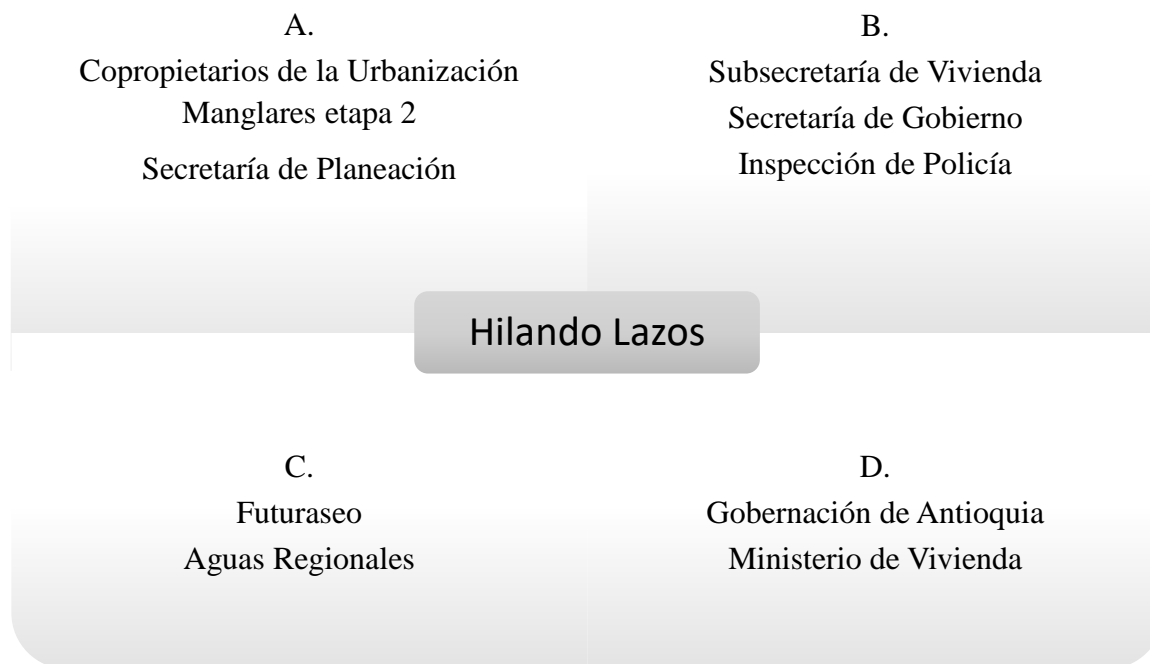 A.
Copropietarios de la Urbanización
Manglares etapa 2
Secretaría de Planeación
B.
Subsecretaría de Vivienda
Secretaría de Gobierno
Inspección de Policía
Hilando Lazos
C.
Futuraseo
Aguas Regionales
D.
Gobernación de Antioquia
Ministerio de Vivienda